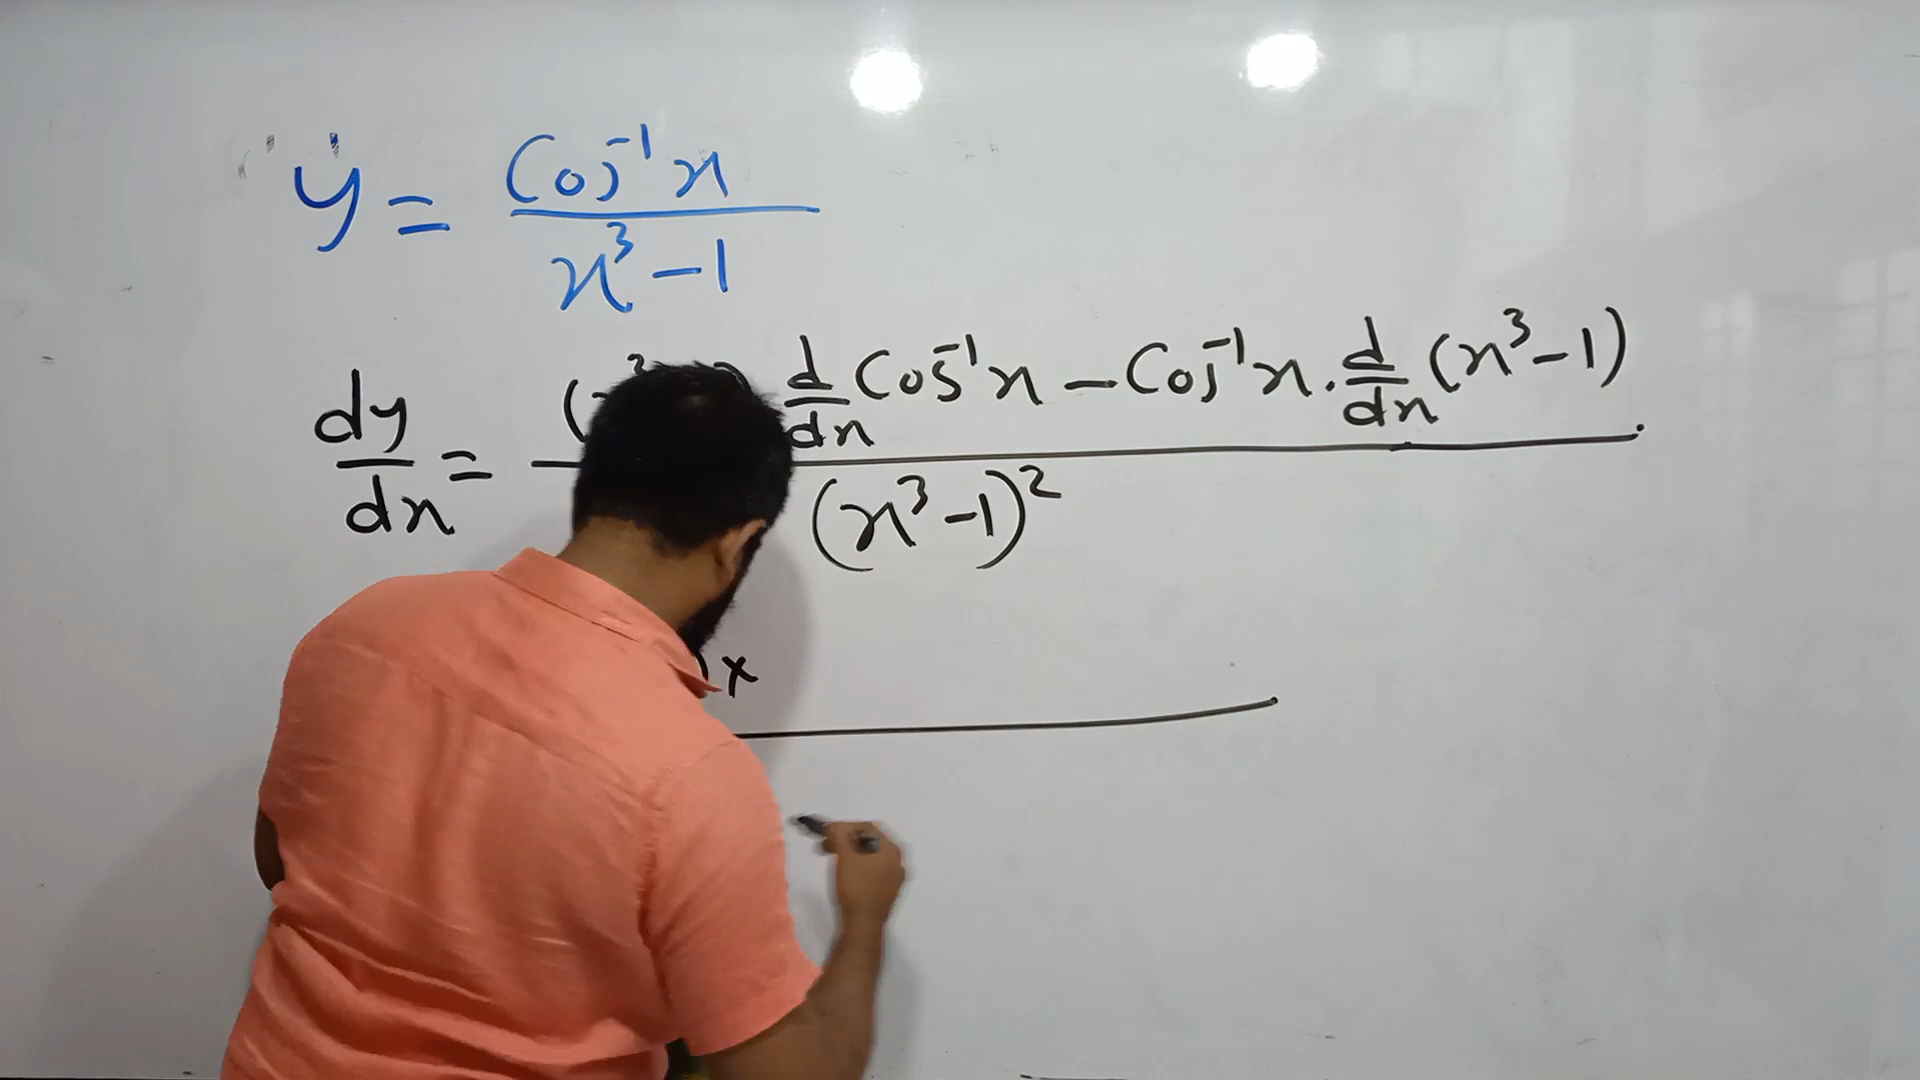 y = Cos⁻¹x / x³ - 1
dy/dx = d/dx Cos⁻¹x - Cos⁻¹x . d/dx (x³ - 1) / (x³ - 1)²
) x